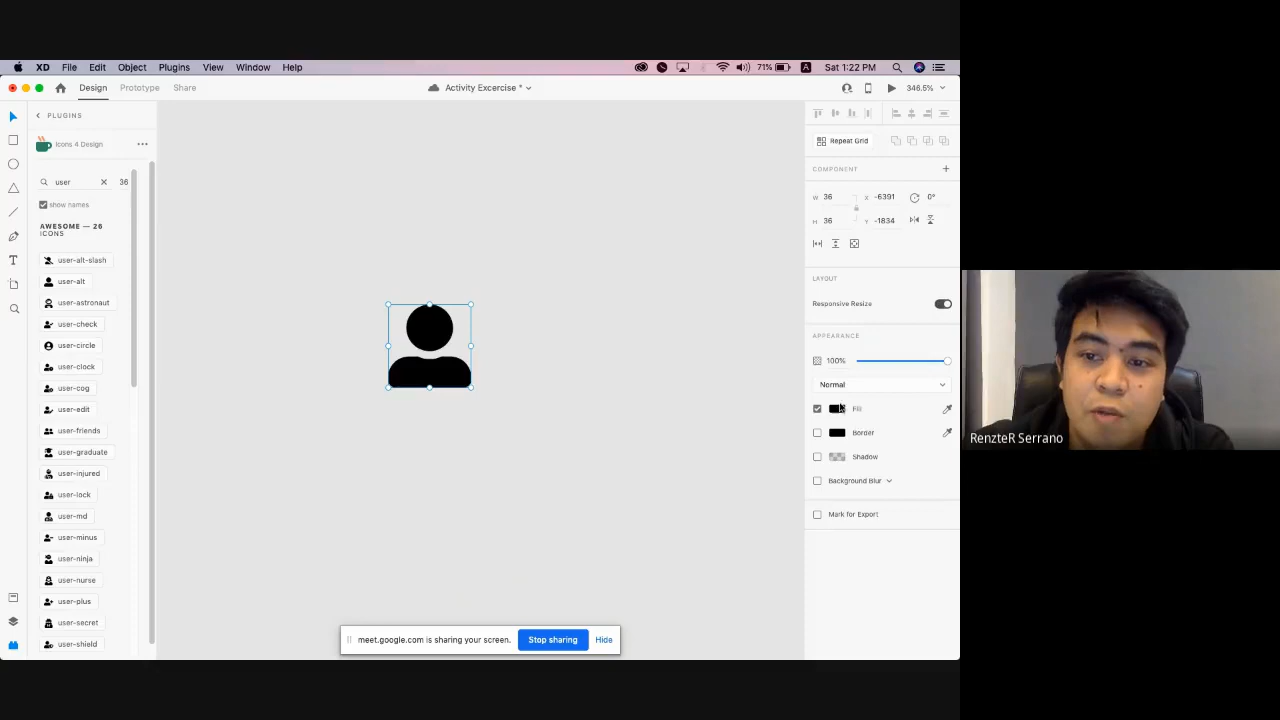 XD File Edit Object Plugins View Window Help
71% A Sat 1:22 PM
Design Prototype Share
Activity Excercise *
346.5%
PLUGINS
Icons 4 Design
user
36
show names
AWESOME — 26
ICONS
user-alt-slash
user-alt
user-astronaut
user-check
user-circle
user-clock
user-cog
user-edit
user-friends
user-graduate
user-injured
user-lock
user-md
user-minus
user-ninja
user-nurse
user-plus
user-secret
user-shield
Repeat Grid
COMPONENT
W 36 X -6391 0°
H 36 Y -1834
LAYOUT
Responsive Resize
APPEARANCE
100%
Normal
Fill
Border
Shadow
Background Blur
Mark for Export
meet.google.com is sharing your screen. Stop sharing Hide
RenzteR Serrano